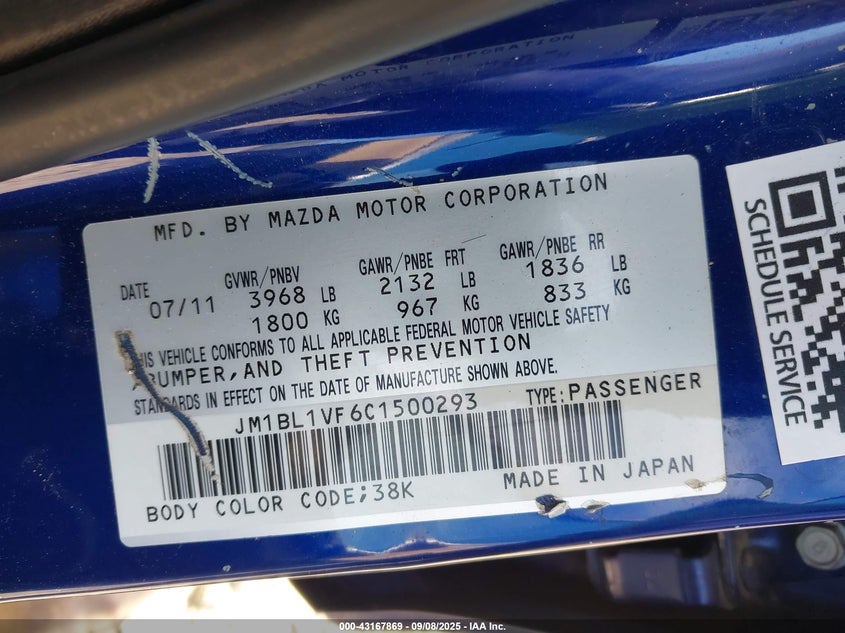 MOTOR CORPORATION
MFD. BY MAZDA MOTOR CORPORATION
DATE GVWR/PNBV GAWR/PNBE FRT GAWR/PNBE RR
07/11 3968 LB 2132 LB 1836 LB
1800 KG 967 KG 833 KG
THIS VEHICLE CONFORMS TO ALL APPLICABLE FEDERAL MOTOR VEHICLE SAFETY
,BUMPER,AND THEFT PREVENTION
STANDARDS IN EFFECT ON THE DATE OF MANUFACTURE SHOWN ABOVE.
JM1BL1VF6C1500293 TYPE:PASSENGER
BODY COLOR CODE;38K MADE IN JAPAN
SCHEDULE SERVICE
000-43167869 - 09/08/2025 - IAA Inc.